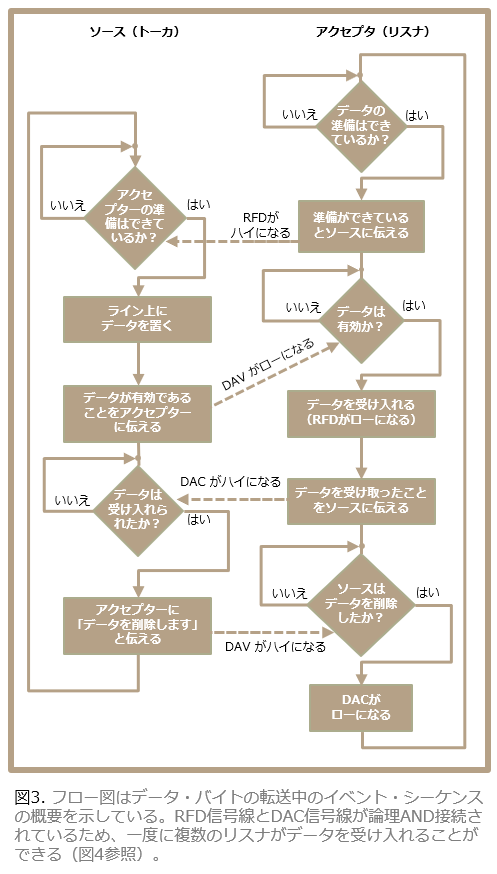 ソース（トーカ）
アクセプタ（リスナ）
データの
準備はでき
ているか？
いいえ
はい
アクセ
プターの準
備はできて
いるか？
いいえ
はい
RFDが
ハイになる
準備ができている
とソースに伝える
いいえ
データは
有効か？
はい
ライン上に
データを置く
DAV がローになる
データが有効である
ことをアクセプター
に伝える
データを受け入れる
（RFDがローになる）
データは
受け入れら
れたか？
いいえ
はい
DAC がハイになる
データを受け取ったこと
をソースに伝える
ソースは
データを削除
したか？
いいえ
はい
アクセプターに
「データを削除します」
と伝える
DAV がハイになる
DACが
ローになる
図3. フロー図はデータ・バイトの転送中のイベント・シーケンス
の概要を示している。RFD信号線とDAC信号線が論理AND接続さ
れているため、一度に複数のリスナがデータを受け入れることが
できる（図4参照）。